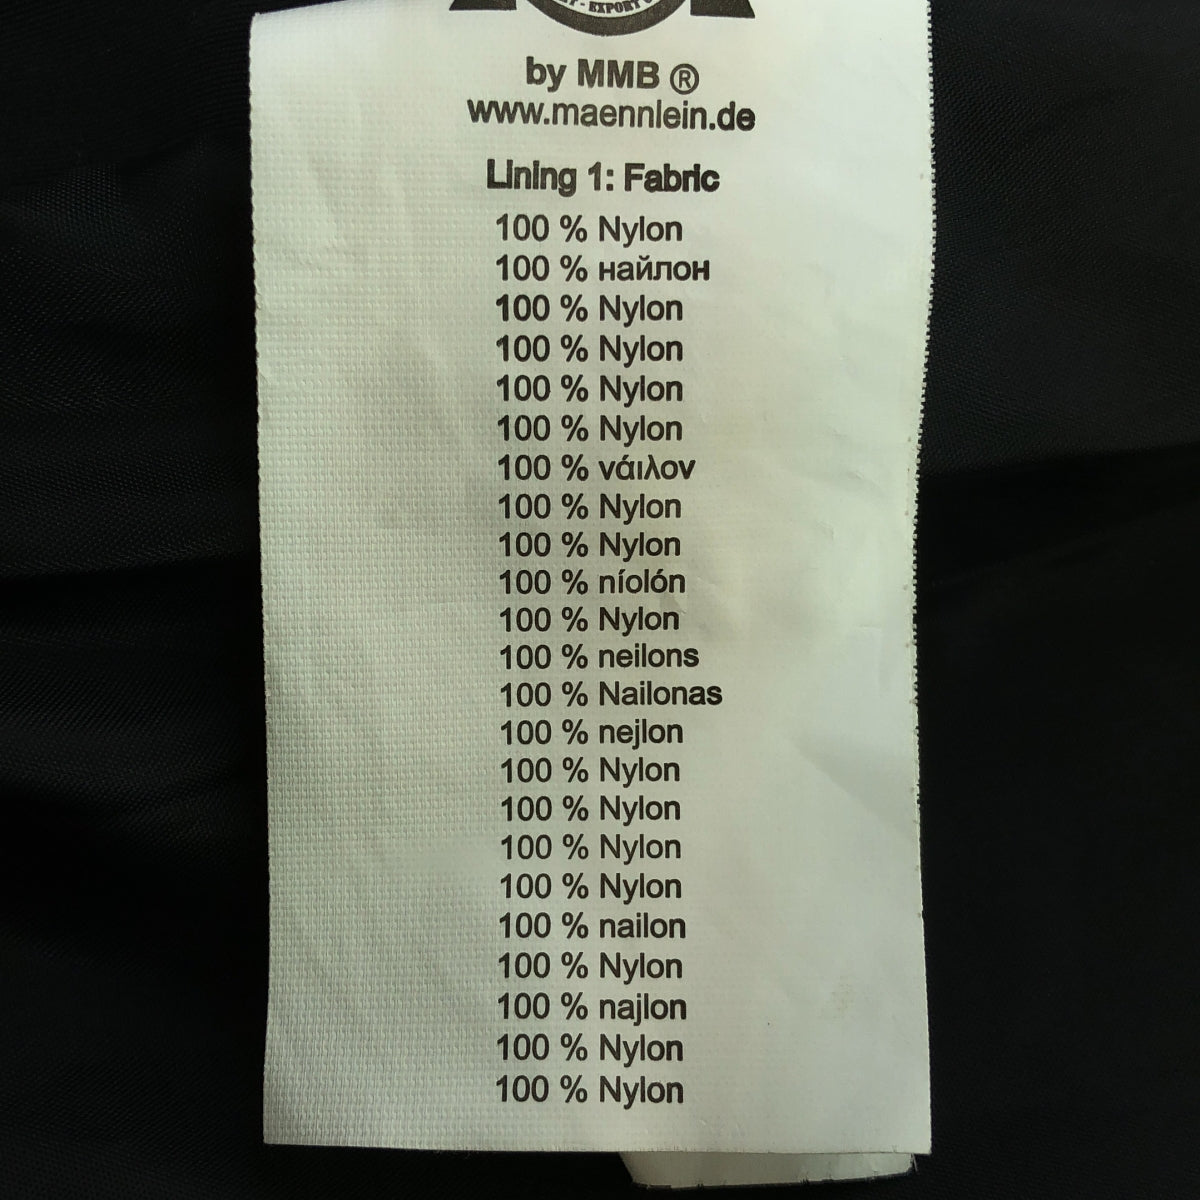 EXPORT
by MMB ®
www.maennlein.de
Lining 1: Fabric
100 % Nylon
100 % найлон
100 % Nylon
100 % Nylon
100 % Nylon
100 % Nylon
100 % νάιλον
100 % Nylon
100 % Nylon
100 % níolón
100 % Nylon
100 % neilons
100 % Nailonas
100 % nejlon
100 % Nylon
100 % Nylon
100 % Nylon
100 % Nylon
100 % nailon
100 % Nylon
100 % najlon
100 % Nylon
100 % Nylon